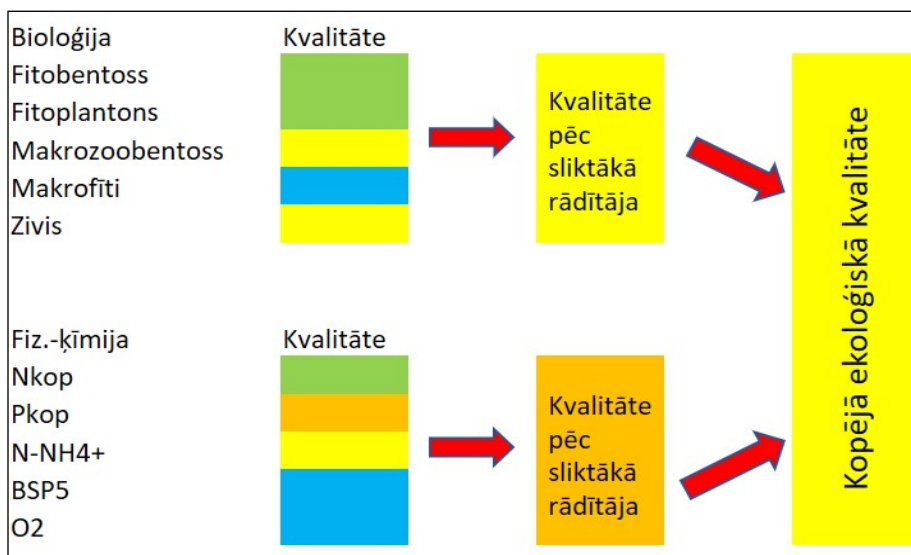 Bioloģija Kvalitāte
Fitobentoss
Fitoplantons
Makrozoobentoss
Makrofīti
Zivis
Kvalitāte
pēc
sliktākā
rādītāja
Fiz.-ķīmija Kvalitāte
Nkop
Pkop
N-NH4+
BSP5
O2
Kvalitāte
pēc
sliktākā
rādītāja
Kopējā ekoloģiskā kvalitāte